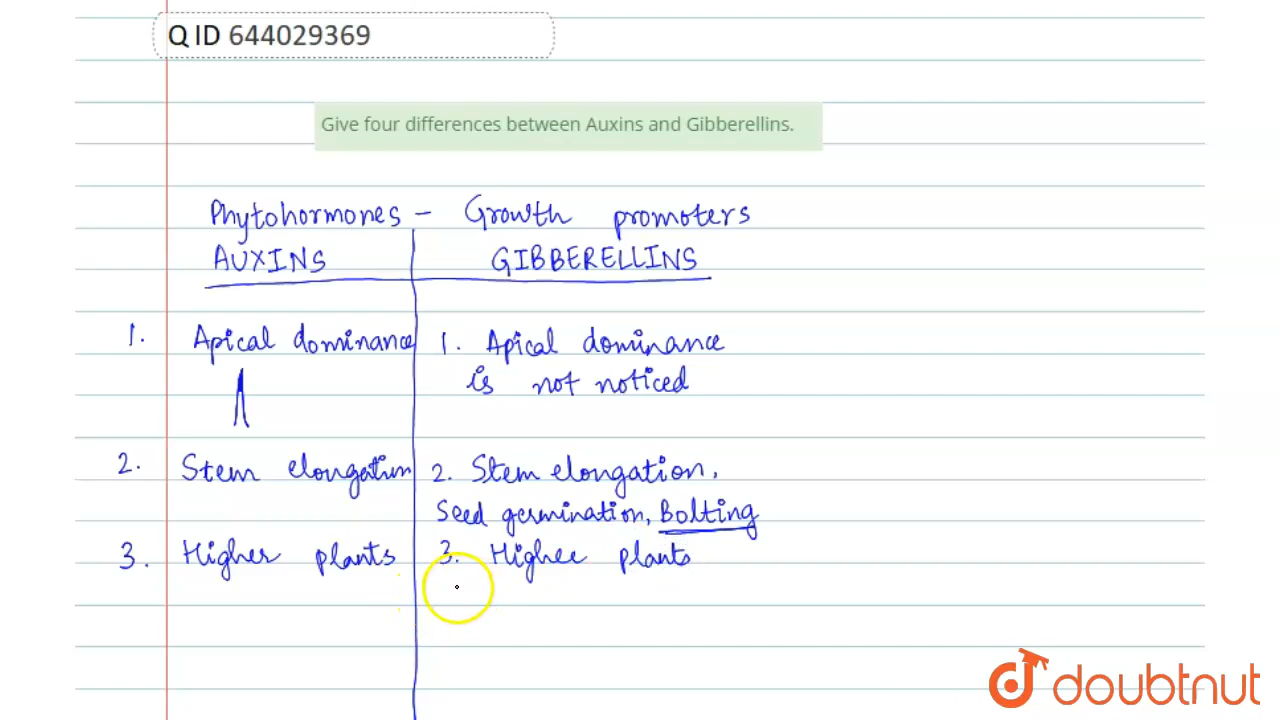 Q ID 644029369
Give four differences between Auxins and Gibberellins.
Phytohormones - Growth promoters
AUXINS GIBBERELLINS
1. Apical dominance 1. Apical dominance
is not noticed
2. Stem elongation 2. Stem elongation,
Seed germination, Bolting
3. Higher plants 3. Higher plants
doubtnut